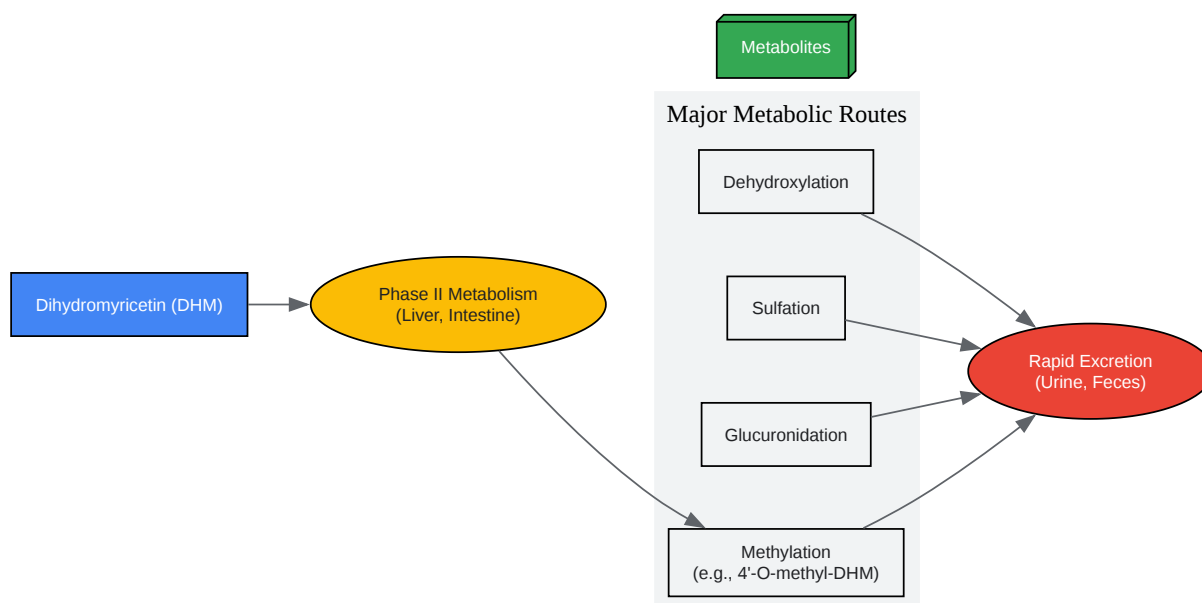 Metabolites
Major Metabolic Routes
Dehydroxylation
Dihydromyricetin (DHM)
Phase II Metabolism
(Liver, Intestine)
Sulfation
Rapid Excretion
(Urine, Feces)
Glucuronidation
Methylation
(e.g., 4'-O-methyl-DHM)